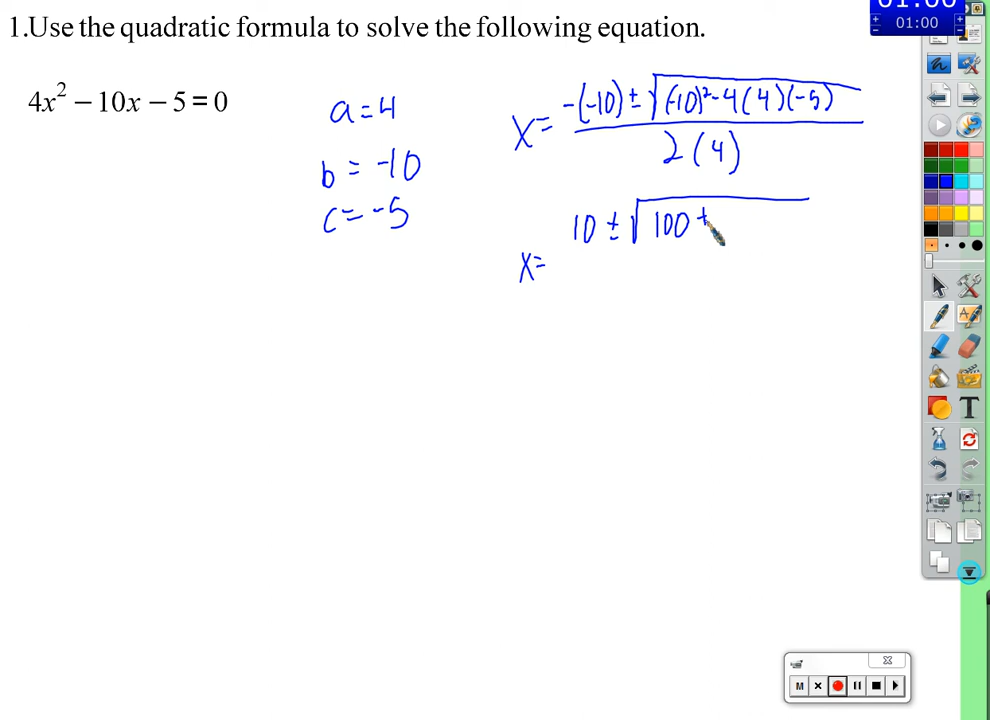 01:00
01:00
1.Use the quadratic formula to solve the following equation.
4x² − 10x − 5 = 0
a = 4
b = -10
c = -5
x = -(-10) ± √(-10)² - 4(4)(-5)
2(4)
x = 10 ± √100 +
A
T
M